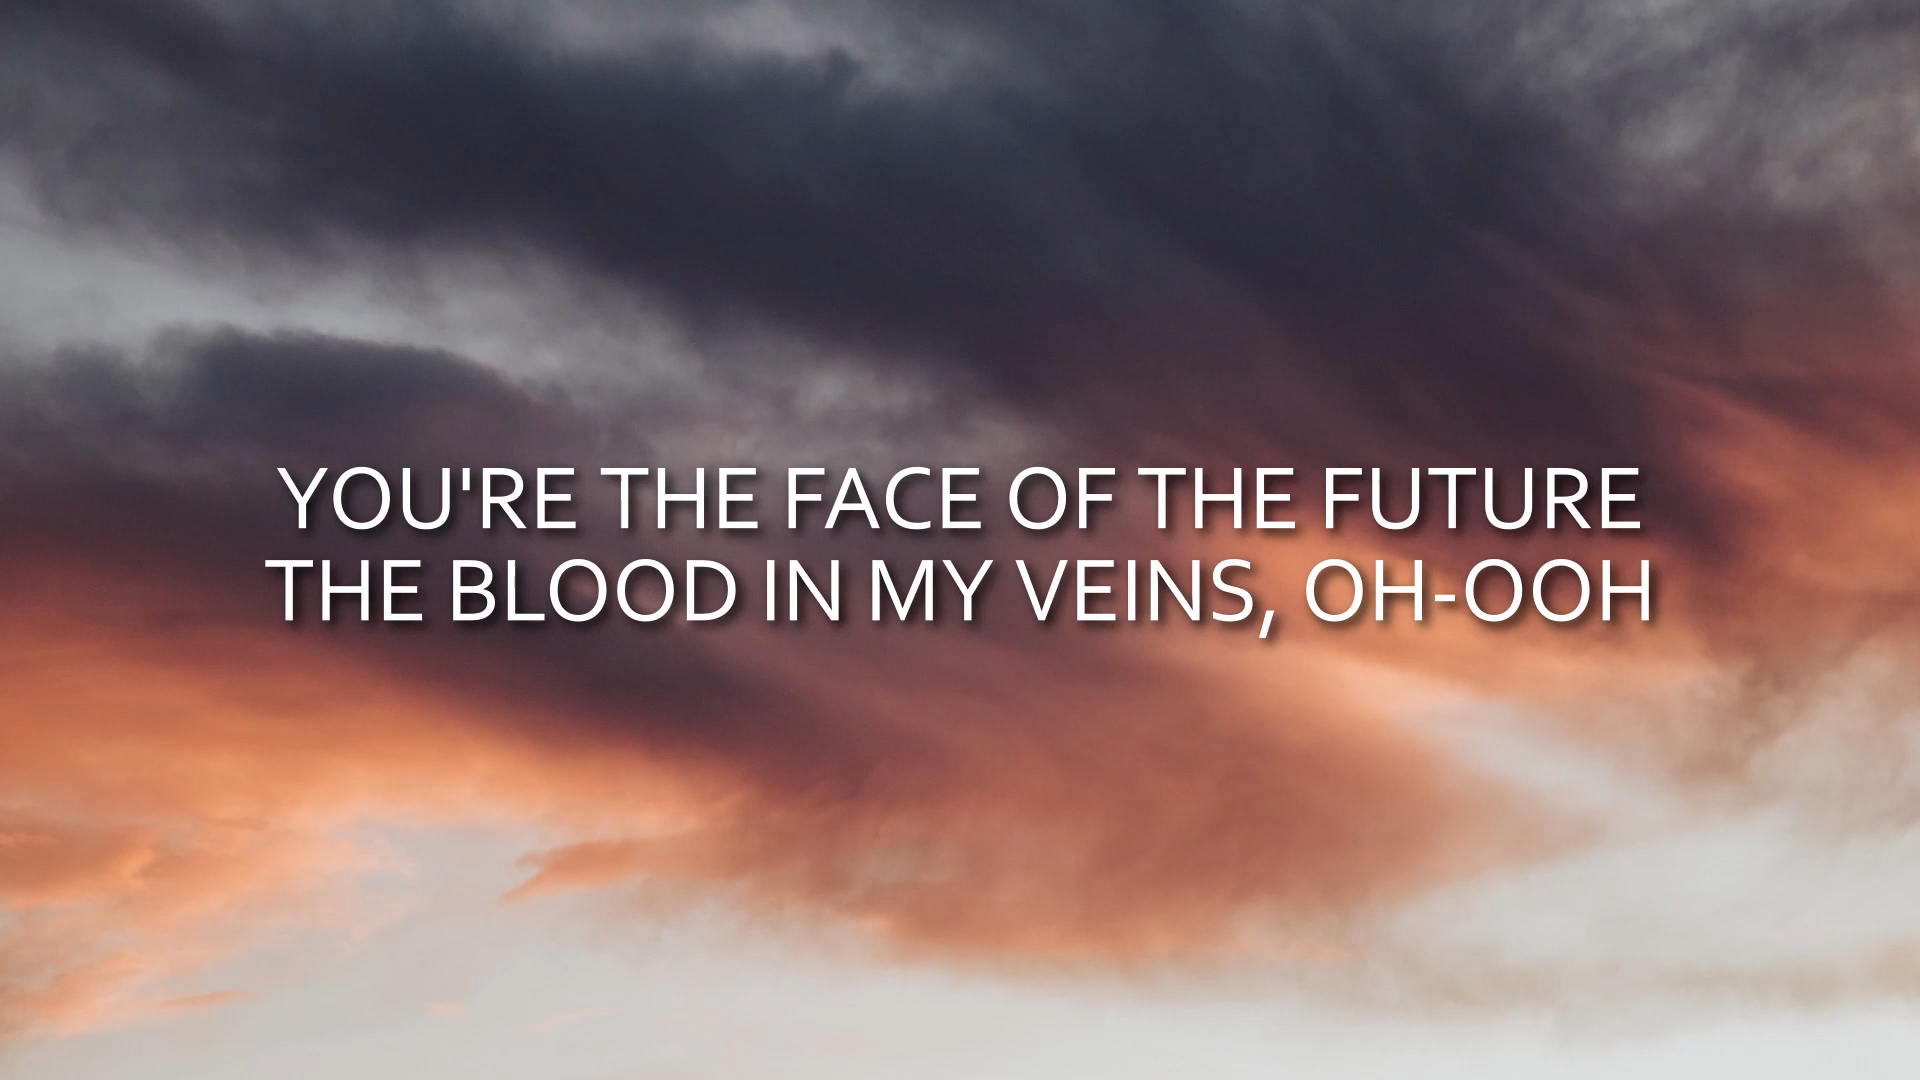 YOU'RE THE FACE OF THE FUTURE
THE BLOOD IN MY VEINS, OH-OOH